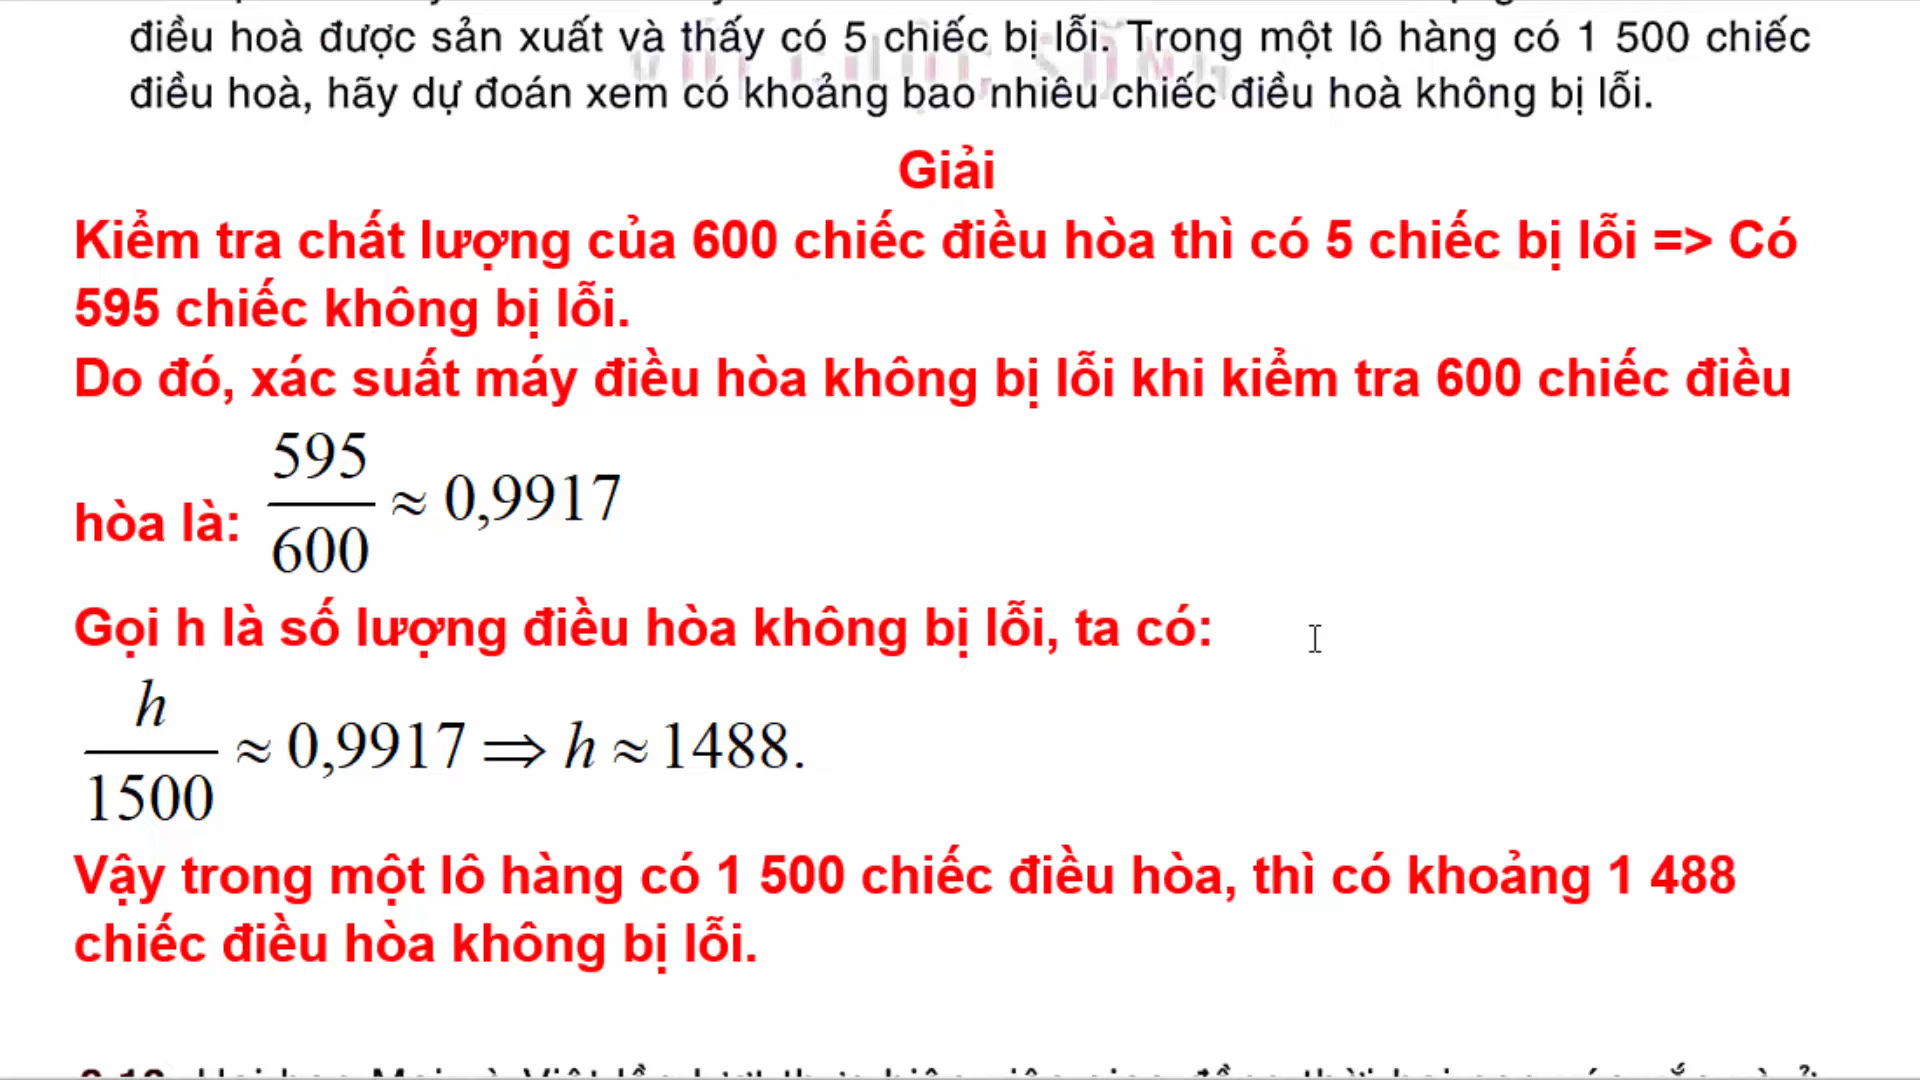 điều hoà được sản xuất và thấy có 5 chiếc bị lỗi. Trong một lô hàng có 1 500 chiếc
điều hoà, hãy dự đoán xem có khoảng bao nhiêu chiếc điều hoà không bị lỗi.
Giải
Kiểm tra chất lượng của 600 chiếc điều hòa thì có 5 chiếc bị lỗi => Có
595 chiếc không bị lỗi.
Do đó, xác suất máy điều hòa không bị lỗi khi kiểm tra 600 chiếc điều
hòa là: 595/600 ≈ 0,9917
Gọi h là số lượng điều hòa không bị lỗi, ta có:
h/1500 ≈ 0,9917 ⇒ h ≈ 1488.
Vậy trong một lô hàng có 1 500 chiếc điều hòa, thì có khoảng 1 488
chiếc điều hòa không bị lỗi.